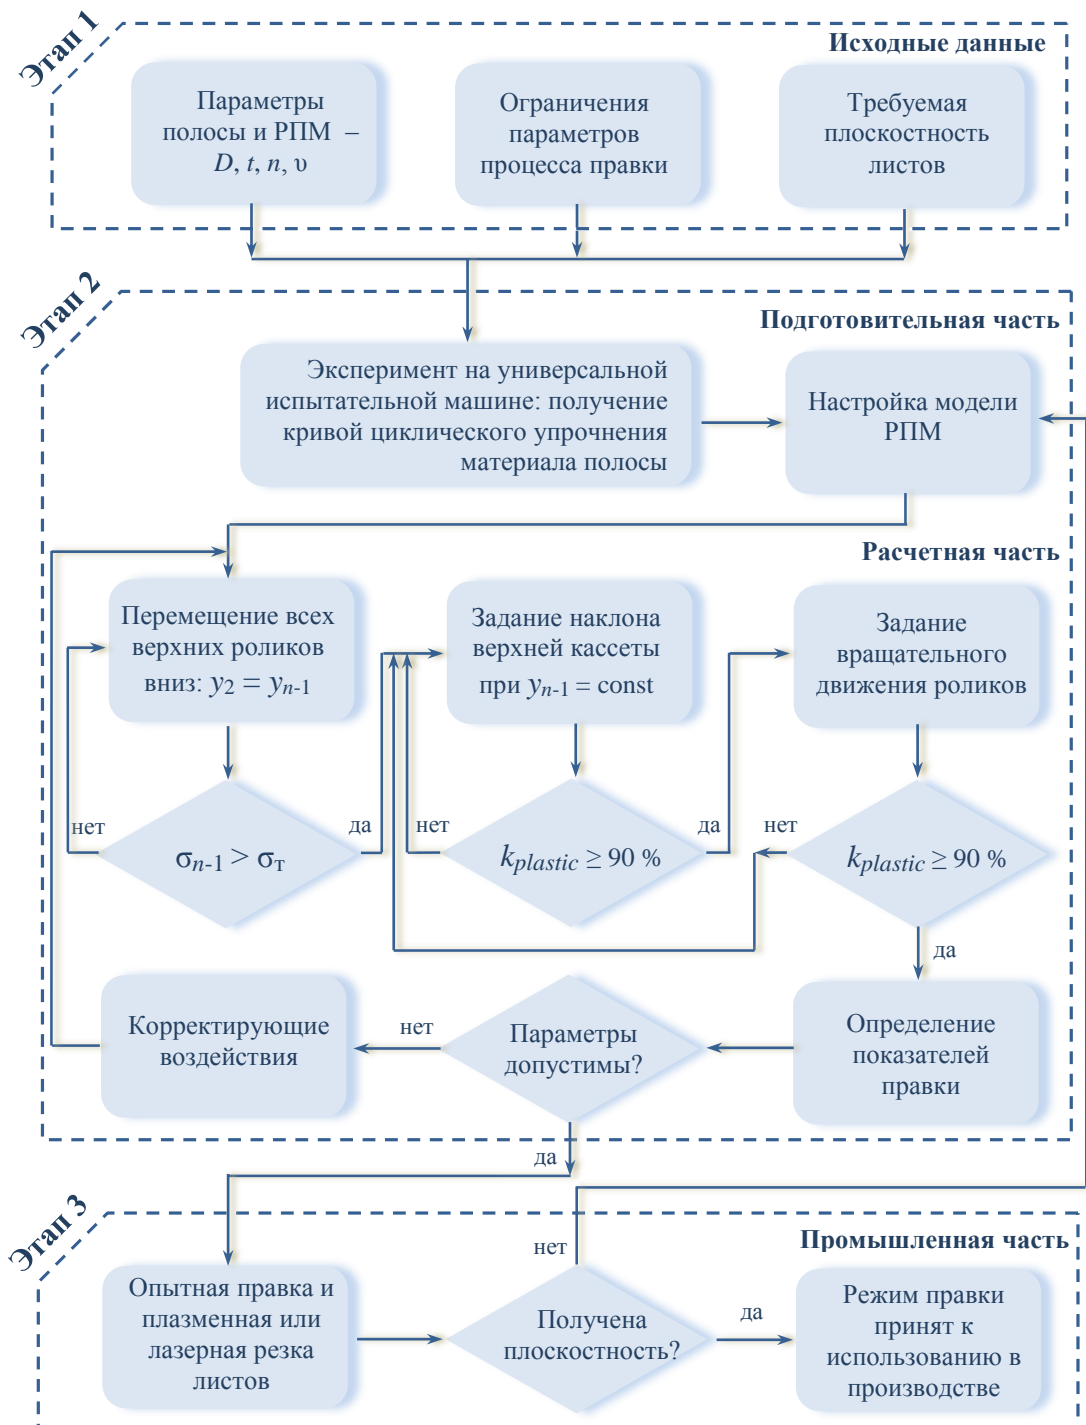 Этап 1
Исходные данные
Параметры
полосы и РПМ –
D, t, n, υ
Ограничения
параметров
процесса правки
Требуемая
плоскостность
листов
Этап 2
Подготовительная часть
Эксперимент на универсальной
испытательной машине: получение
кривой циклического упрочнения
материала полосы
Настройка модели
РПМ
Расчетная часть
Перемещение всех
верхних роликов
вниз: y2 = yn-1
Задание наклона
верхней кассеты
при yn-1 = const
Задание
вращательного
движения роликов
нет
σn-1 > σт
да
нет
kplastic ≥ 90 %
да
нет
kplastic ≥ 90 %
да
Корректирующие
воздействия
нет
Параметры
допустимы?
Определение
показателей
правки
да
Этап 3
нет
Промышленная часть
Опытная правка и
плазменная или
лазерная резка
листов
Получена
плоскостность?
да
Режим правки
принят к
использованию в
производстве